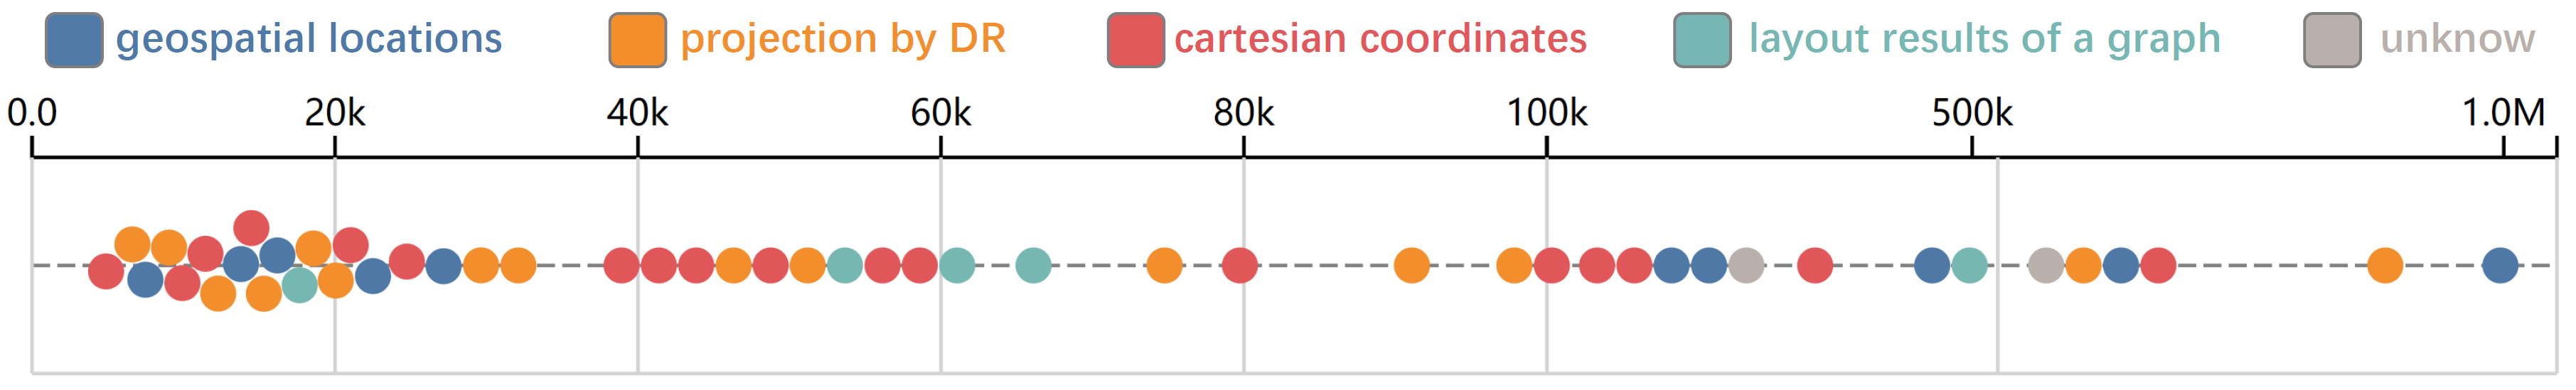 geospatial locations projection by DR cartesian coordinates layout results of a graph unknow
0.0 20k 40k 60k 80k 100k 500k 1.0M